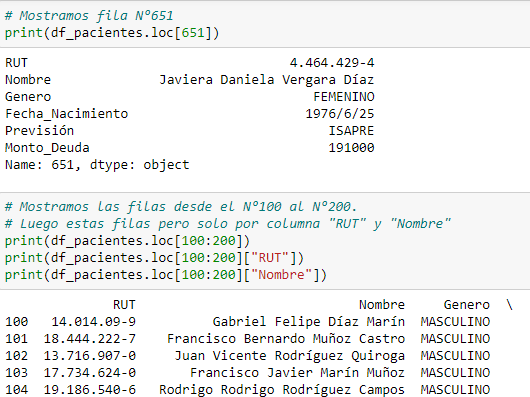 # Mostramos fila N°651
print(df_pacientes.loc[651])
RUT 4.464.429-4
Nombre Javiera Daniela Vergara Díaz
Genero FEMENINO
Fecha_Nacimiento 1976/6/25
Previsión ISAPRE
Monto_Deuda 191000
Name: 651, dtype: object
# Mostramos las filas desde el N°100 al N°200.
# Luego estas filas pero solo por columna "RUT" y "Nombre"
print(df_pacientes.loc[100:200])
print(df_pacientes.loc[100:200]["RUT"])
print(df_pacientes.loc[100:200]["Nombre"])
RUT Nombre Genero \
100 14.014.09-9 Gabriel Felipe Díaz Marín MASCULINO
101 18.444.222-7 Francisco Bernardo Muñoz Castro MASCULINO
102 13.716.907-0 Juan Vicente Rodríguez Quiroga MASCULINO
103 17.734.624-0 Francisco Javier Marín Muñoz MASCULINO
104 19.186.540-6 Rodrigo Rodrigo Rodríguez Campos MASCULINO